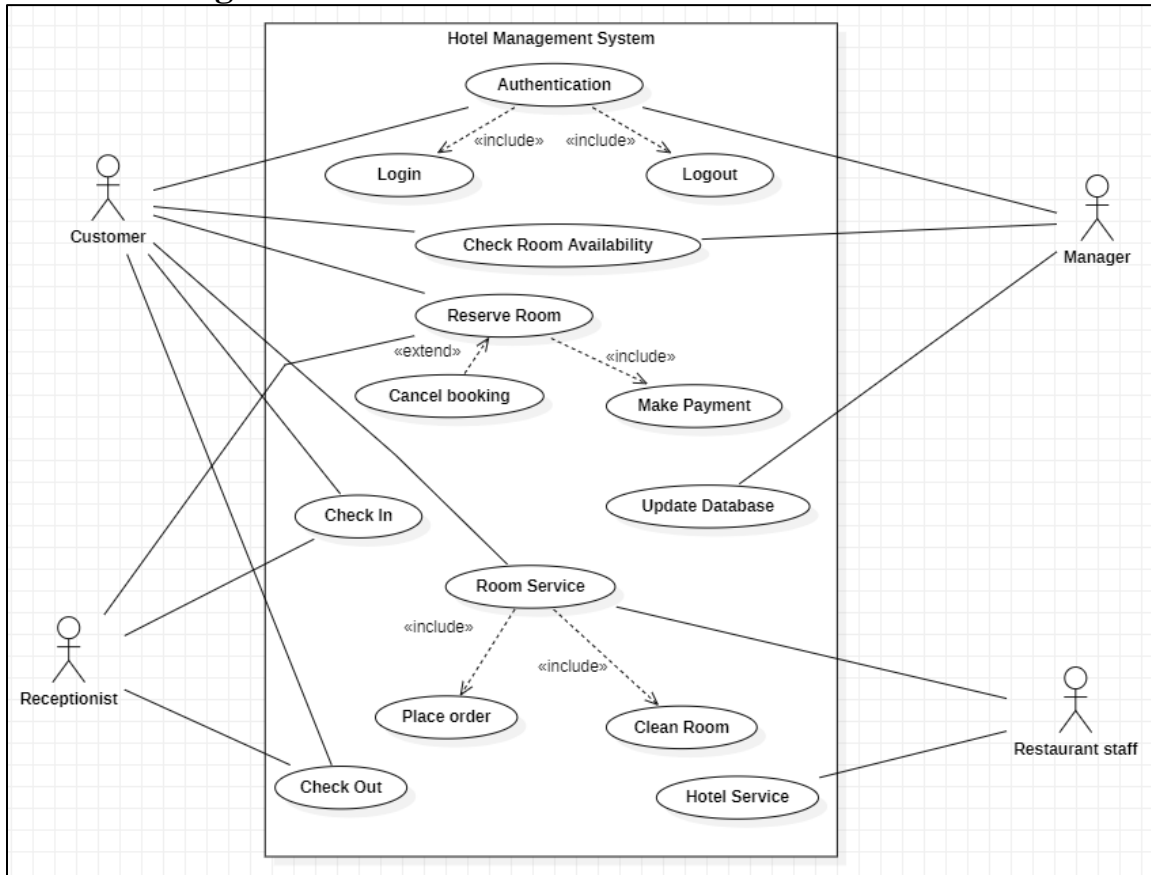 Hotel Management System
Authentication
«include» «include»
Login
Logout
Customer
Check Room Availability
Manager
Reserve Room
«extend»
«include»
Cancel booking
Make Payment
Check In
Update Database
Room Service
«include»
«include»
Receptionist
Place order
Clean Room
Restaurant staff
Check Out
Hotel Service